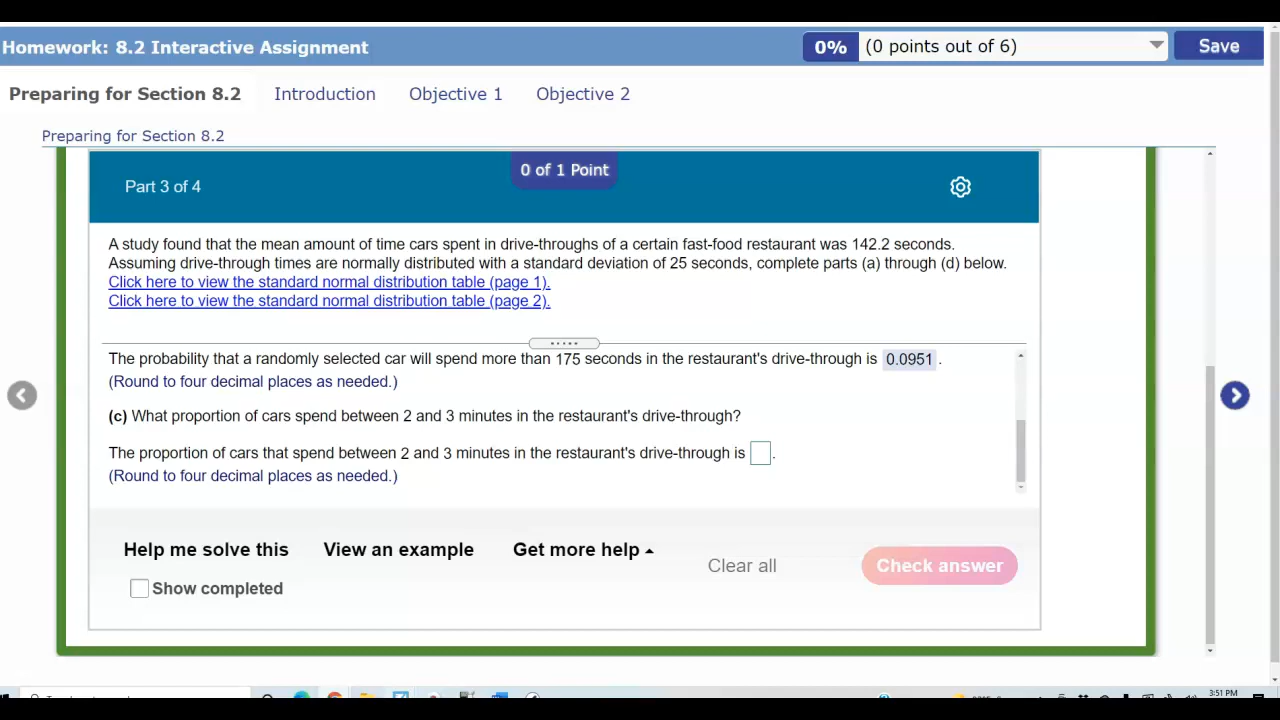 Homework: 8.2 Interactive Assignment
0% (0 points out of 6) Save
Preparing for Section 8.2 Introduction Objective 1 Objective 2
Preparing for Section 8.2
Part 3 of 4
0 of 1 Point
A study found that the mean amount of time cars spent in drive-throughs of a certain fast-food restaurant was 142.2 seconds.
Assuming drive-through times are normally distributed with a standard deviation of 25 seconds, complete parts (a) through (d) below.
Click here to view the standard normal distribution table (page 1).
Click here to view the standard normal distribution table (page 2).
The probability that a randomly selected car will spend more than 175 seconds in the restaurant's drive-through is 0.0951 .
(Round to four decimal places as needed.)
(c) What proportion of cars spend between 2 and 3 minutes in the restaurant's drive-through?
The proportion of cars that spend between 2 and 3 minutes in the restaurant's drive-through is .
(Round to four decimal places as needed.)
Help me solve this View an example Get more help
Clear all Check answer
Show completed
3:51 PM